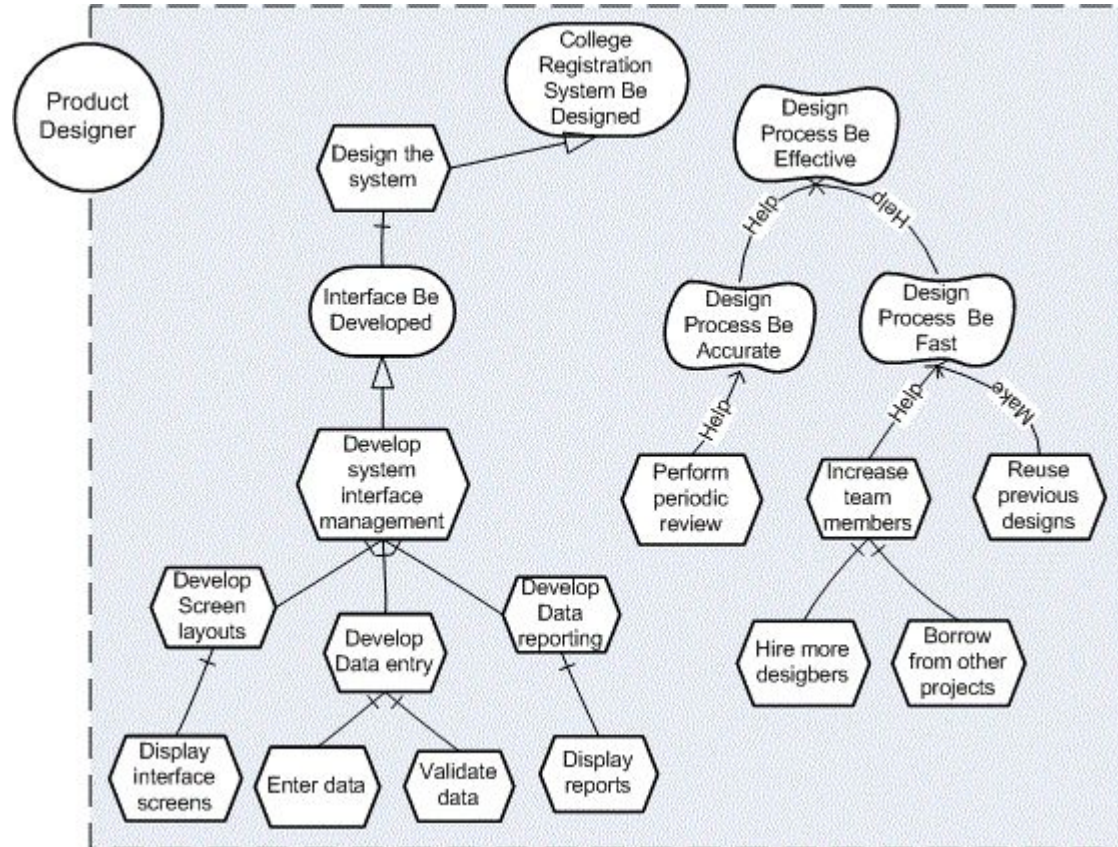 Product
Designer
College
Registration
System Be
Designed
Design
Process Be
Effective
Design the
system
Help
Help
Interface Be
Developed
Design
Process Be
Accurate
Design
Process Be
Fast
Help
Help
Make
Develop
system
interface
management
Perform
periodic
review
Increase
team
members
Reuse
previous
designs
Develop
Screen
layouts
Develop
Data entry
Develop
Data
reporting
Hire more
desigbers
Borrow
from other
projects
Display
interface
screens
Enter data
Validate
data
Display
reports